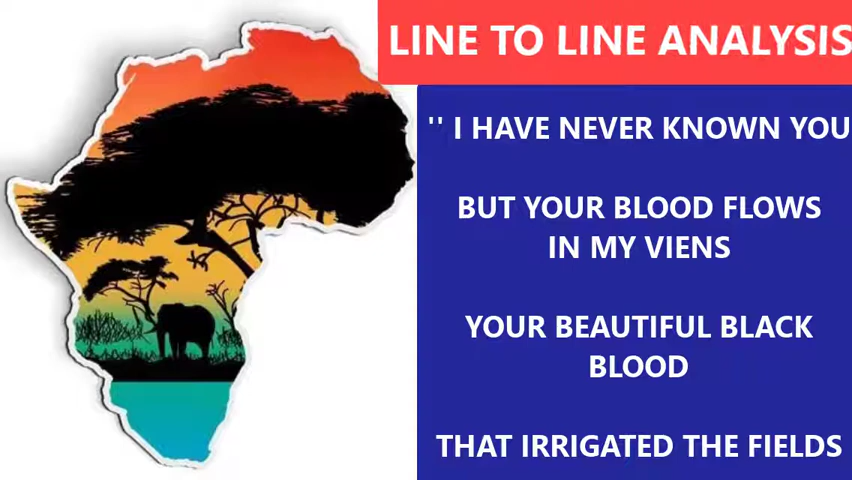 LINE TO LINE ANALYSIS
'' I HAVE NEVER KNOWN YOU
BUT YOUR BLOOD FLOWS
IN MY VIENS
YOUR BEAUTIFUL BLACK
BLOOD
THAT IRRIGATED THE FIELDS